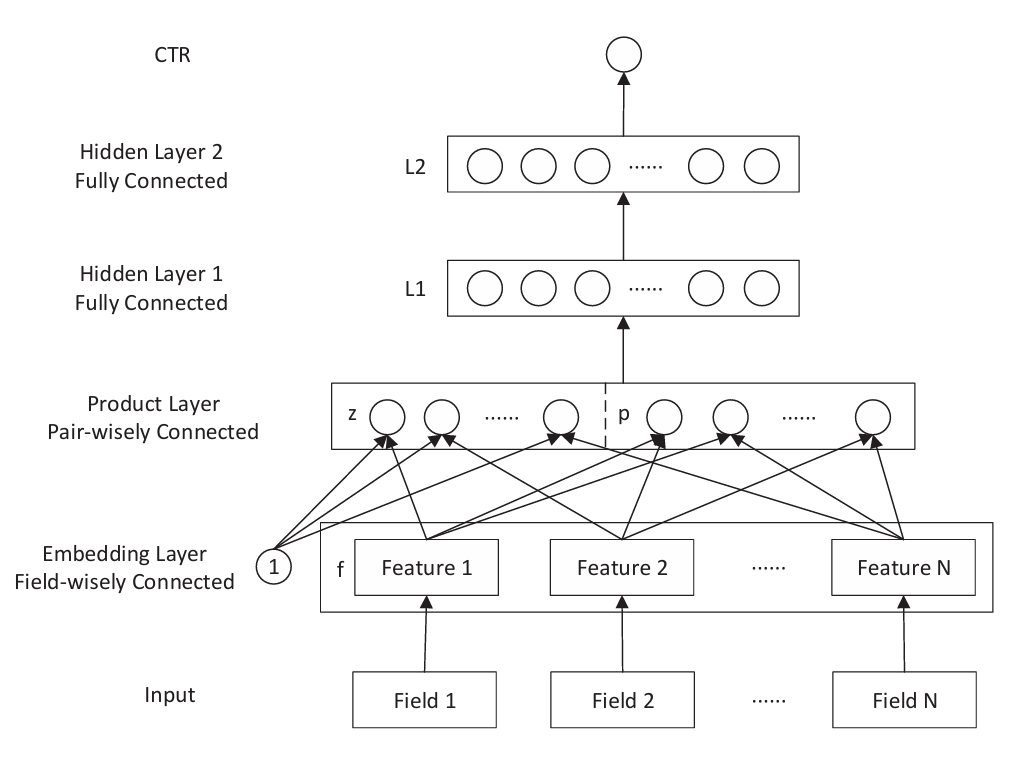 CTR
Hidden Layer 2
Fully Connected
L2
······
Hidden Layer 1
Fully Connected
L1
······
Product Layer
Pair-wisely Connected
z
······
p
······
Embedding Layer
Field-wisely Connected
1
f
Feature 1
Feature 2
······
Feature N
Input
Field 1
Field 2
······
Field N